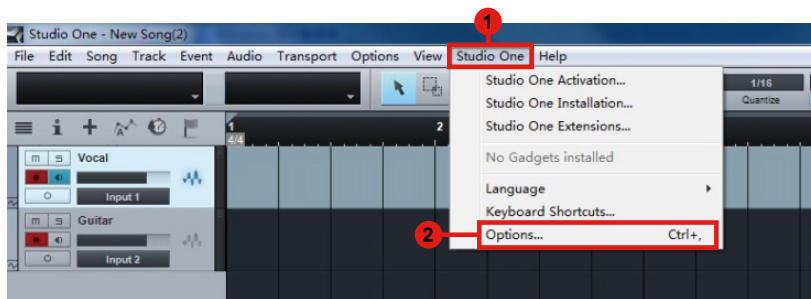 1
Studio One - New Song(2)
File Edit Song Track Event Audio Transport Options View Studio One Help
Studio One Activation...
1/16
Quantize
Studio One Installation...
Studio One Extensions...
1 2
4/4
No Gadgets installed
m s Vocal
Input 1
Language
Keyboard Shortcuts...
m s Guitar
2 Options... Ctrl+,
Input 2